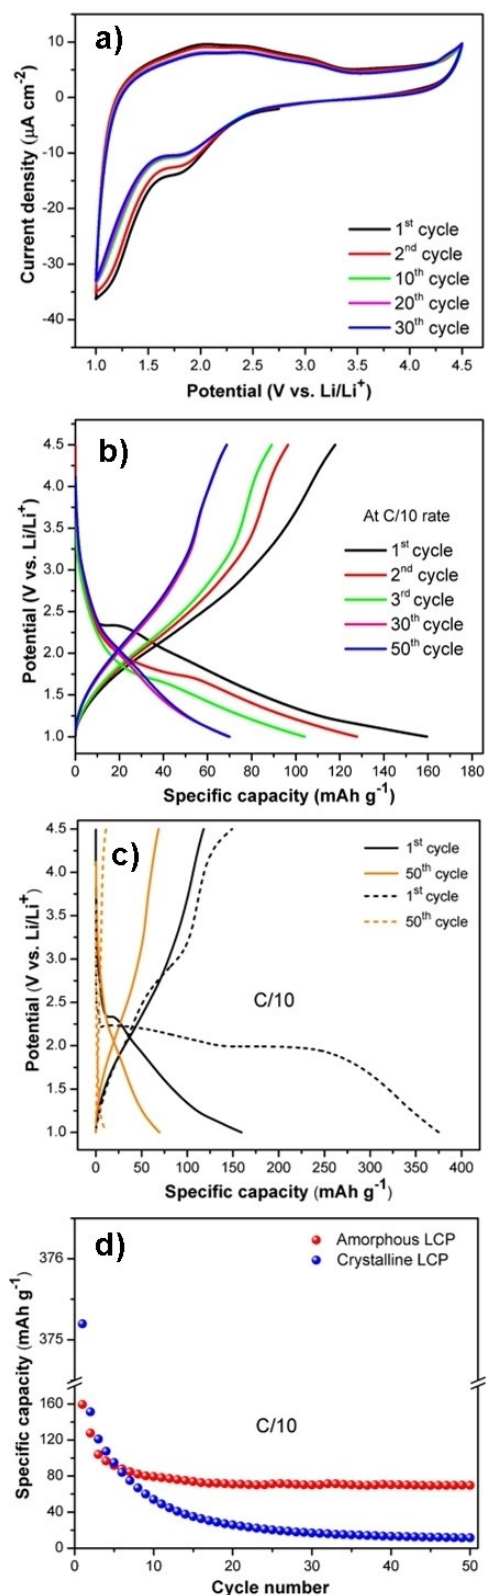 a)
10
0
-10
-20
-30
-40
Current density (μA cm⁻²)
1ˢᵗ cycle
2ⁿᵈ cycle
10ᵗʰ cycle
20ᵗʰ cycle
30ᵗʰ cycle
1.0 1.5 2.0 2.5 3.0 3.5 4.0 4.5
Potential (V vs. Li/Li⁺)
b)
4.5
4.0
3.5
3.0
2.5
2.0
1.5
1.0
Potential (V vs. Li/Li⁺)
At C/10 rate
1ˢᵗ cycle
2ⁿᵈ cycle
3ʳᵈ cycle
30ᵗʰ cycle
50ᵗʰ cycle
0 20 40 60 80 100 120 140 160 180
Specific capacity (mAh g⁻¹)
c)
4.5
4.0
3.5
3.0
2.5
2.0
1.5
1.0
Potential (V vs. Li/Li⁺)
1ˢᵗ cycle
50ᵗʰ cycle
1ˢᵗ cycle
50ᵗʰ cycle
C/10
0 50 100 150 200 250 300 350 400
Specific capacity (mAh g⁻¹)
d)
Amorphous LCP
Crystalline LCP
376
375
160
120
80
40
0
Specific capacity (mAh g⁻¹)
C/10
0 10 20 30 40 50
Cycle number